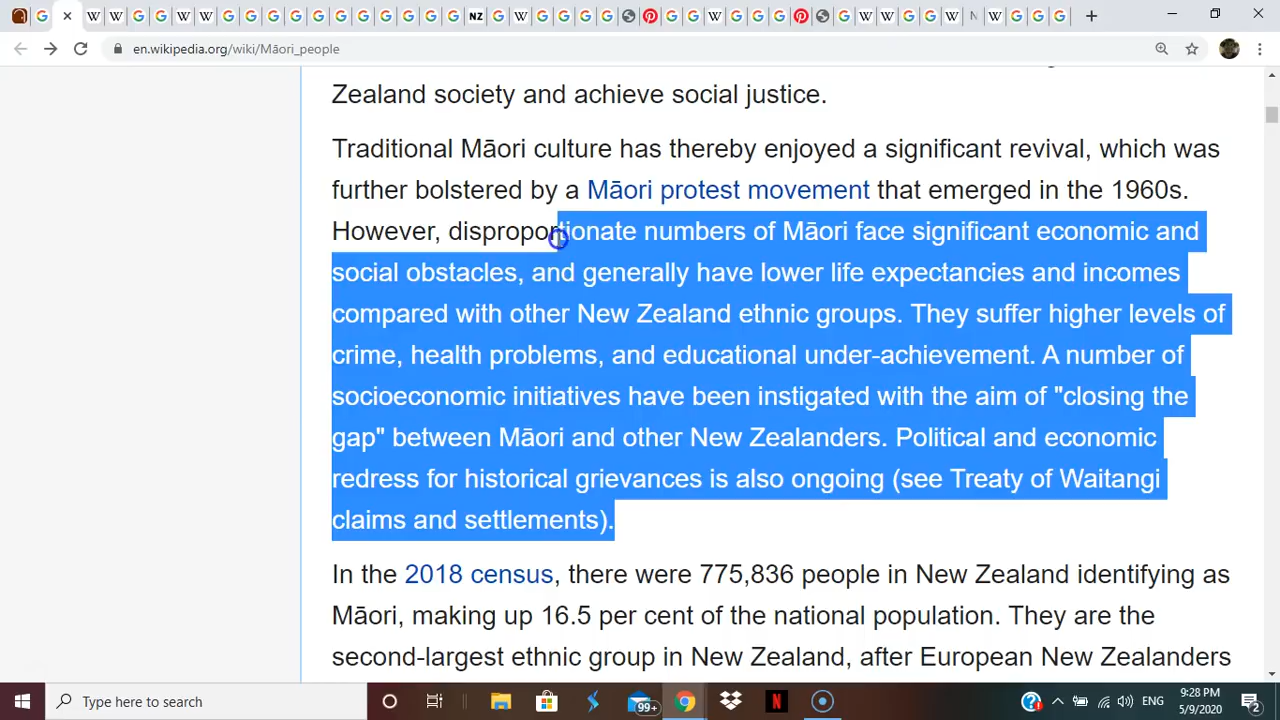 en.wikipedia.org/wiki/Māori_people
Zealand society and achieve social justice.
Traditional Māori culture has thereby enjoyed a significant revival, which was
further bolstered by a Māori protest movement that emerged in the 1960s.
However, disproportionate numbers of Māori face significant economic and
social obstacles, and generally have lower life expectancies and incomes
compared with other New Zealand ethnic groups. They suffer higher levels of
crime, health problems, and educational under-achievement. A number of
socioeconomic initiatives have been instigated with the aim of "closing the
gap" between Māori and other New Zealanders. Political and economic
redress for historical grievances is also ongoing (see Treaty of Waitangi
claims and settlements).
In the 2018 census, there were 775,836 people in New Zealand identifying as
Māori, making up 16.5 per cent of the national population. They are the
second-largest ethnic group in New Zealand, after European New Zealanders
Type here to search
99+
N
ENG
9:28 PM
5/9/2020
2